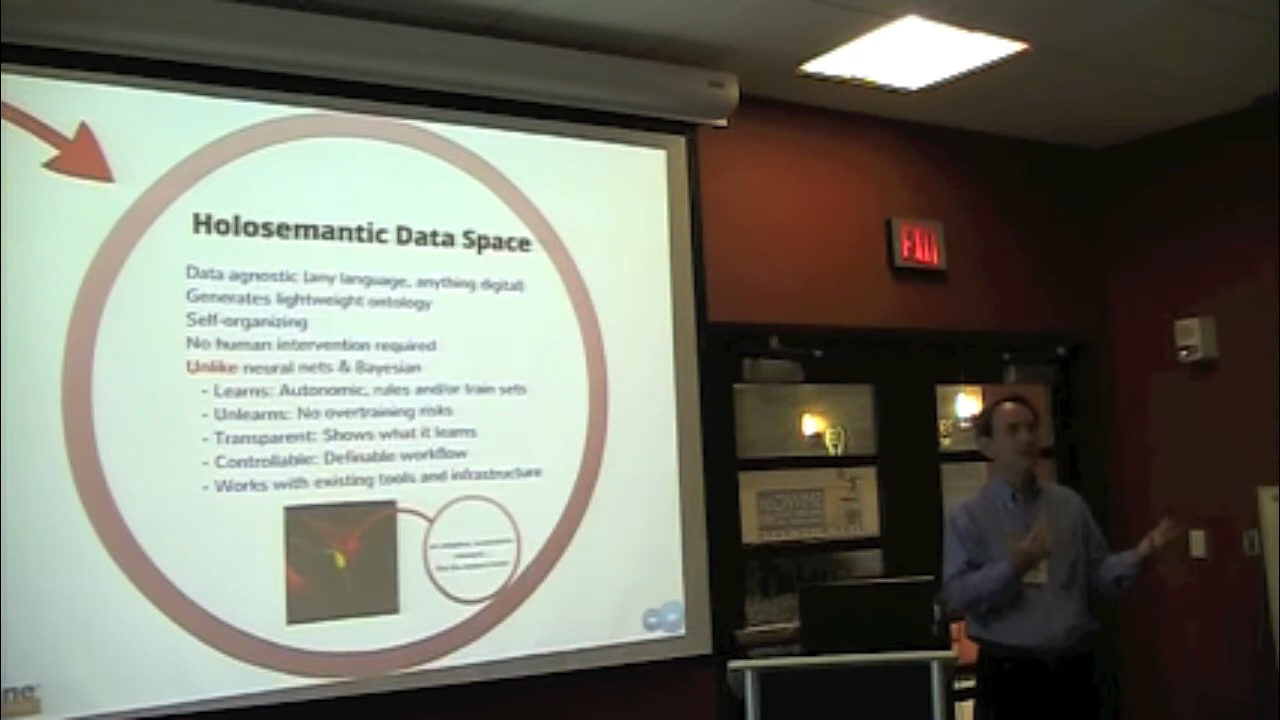 Holosemantic Data Space
Data agnostic (any language, anything digital)
Generates lightweight ontology
Self-organizing
No human intervention required
Unlike neural nets & Bayesian
- Learns: Autonomic, rules and/or train sets
- Unlearns: No overtraining risks
- Transparent: Shows what it learns
- Controllable: Definable workflow
- Works with existing tools and infrastructure
ne
EXIT